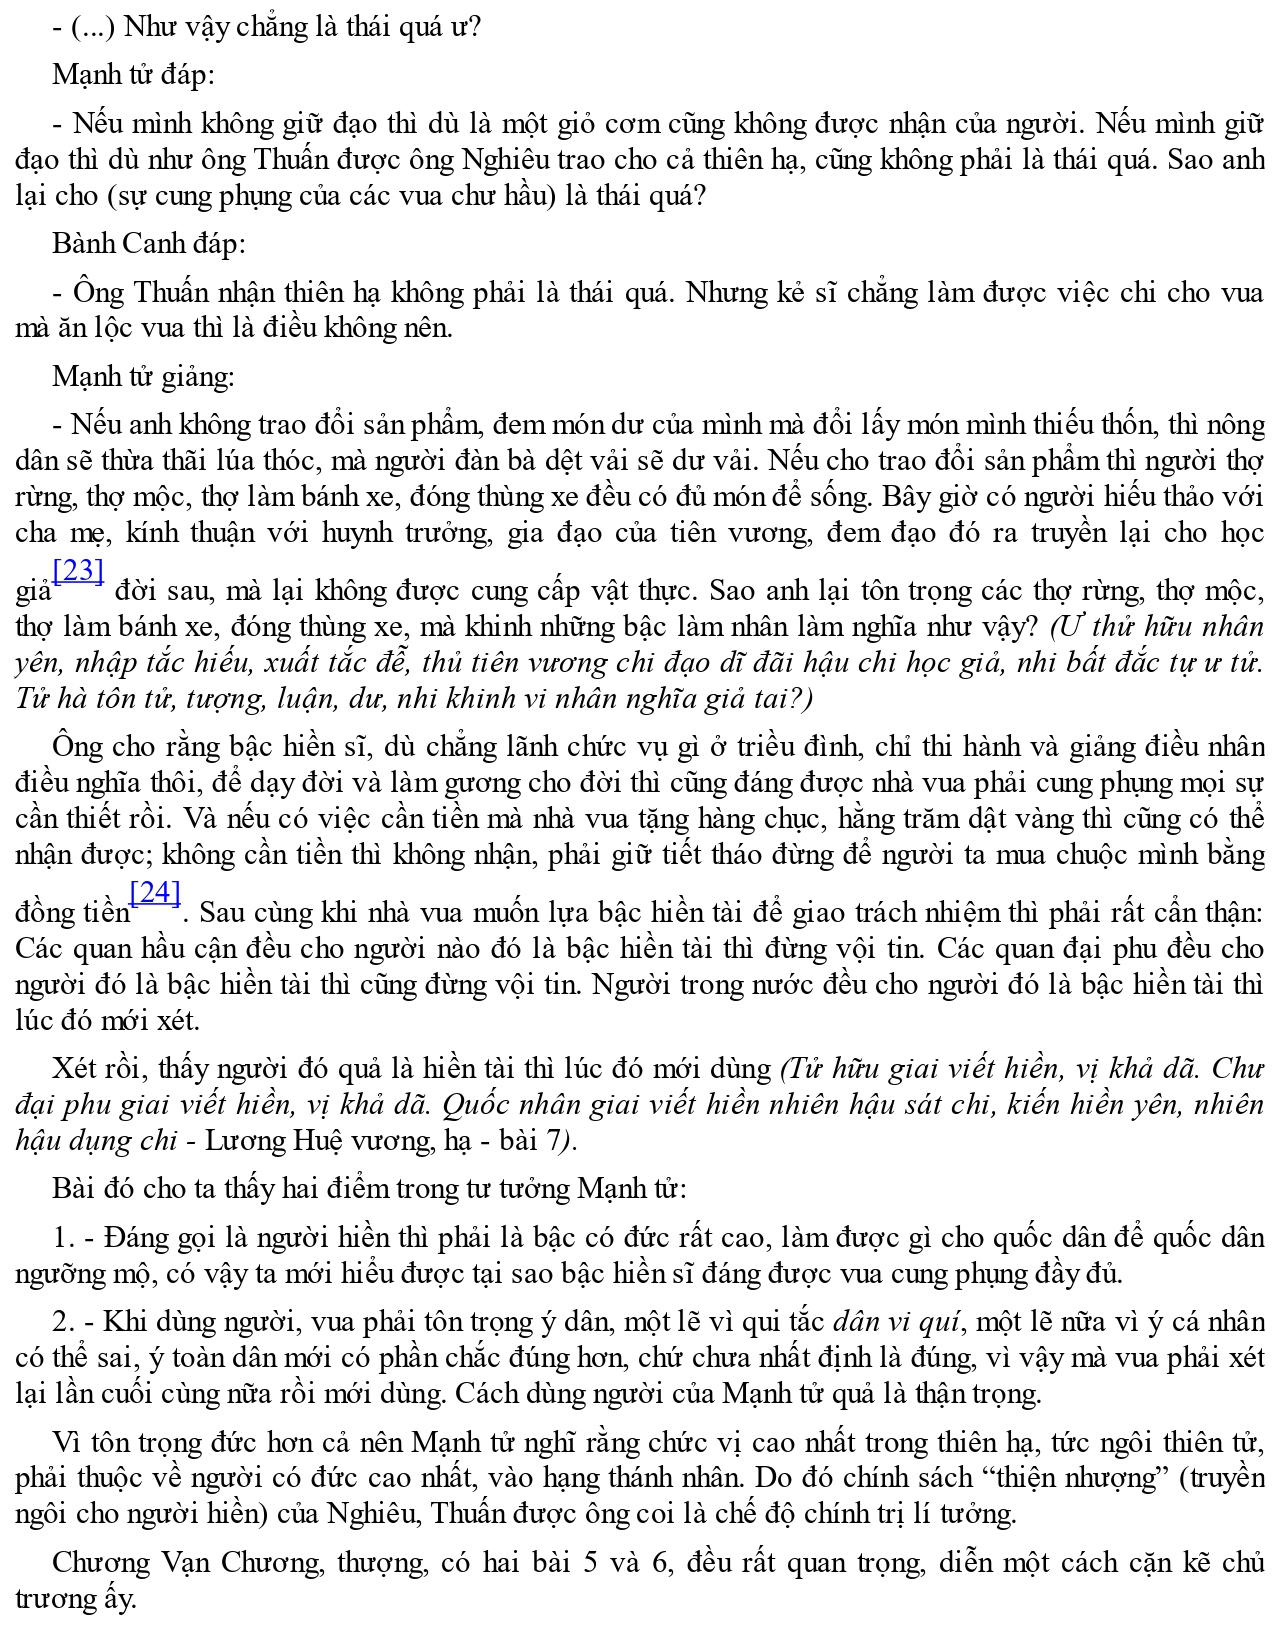 - (...) Như vậy chẳng là thái quá ư?
Mạnh tử đáp:
- Nếu mình không giữ đạo thì dù là một giỏ cơm cũng không được nhận của người. Nếu mình giữ
đạo thì dù như ông Thuấn được ông Nghiêu trao cho cả thiên hạ, cũng không phải là thái quá. Sao anh
lại cho (sự cung phụng của các vua chư hầu) là thái quá?
Bành Canh đáp:
- Ông Thuấn nhận thiên hạ không phải là thái quá. Nhưng kẻ sĩ chẳng làm được việc chi cho vua
mà ăn lộc vua thì là điều không nên.
Mạnh tử giảng:
- Nếu anh không trao đổi sản phẩm, đem món dư của mình mà đổi lấy món mình thiếu thốn, thì nông
dân sẽ thừa thãi lúa thóc, mà người đàn bà dệt vải sẽ dư vải. Nếu cho trao đổi sản phẩm thì người thợ
rừng, thợ mộc, thợ làm bánh xe, đóng thùng xe đều có đủ món để sống. Bây giờ có người hiếu thảo với
cha mẹ, kính thuận với huynh trưởng, gia đạo của tiên vương, đem đạo đó ra truyền lại cho học
giả[23] đời sau, mà lại không được cung cấp vật thực. Sao anh lại tôn trọng các thợ rừng, thợ mộc,
thợ làm bánh xe, đóng thùng xe, mà khinh những bậc làm nhân làm nghĩa như vậy? (Ư thử hữu nhân
yên, nhập tắc hiếu, xuất tắc đễ, thủ tiên vương chi đạo dĩ đãi hậu chi học giả, nhi bất đắc tự ư tử.
Tử hà tôn tử, tượng, luận, dư, nhi khinh vi nhân nghĩa giả tai?)
Ông cho rằng bậc hiền sĩ, dù chẳng lãnh chức vụ gì ở triều đình, chỉ thi hành và giảng điều nhân
điều nghĩa thôi, để dạy đời và làm gương cho đời thì cũng đáng được nhà vua phải cung phụng mọi sự
cần thiết rồi. Và nếu có việc cần tiền mà nhà vua tặng hàng chục, hằng trăm dật vàng thì cũng có thể
nhận được; không cần tiền thì không nhận, phải giữ tiết tháo đừng để người ta mua chuộc mình bằng
đồng tiền[24]. Sau cùng khi nhà vua muốn lựa bậc hiền tài để giao trách nhiệm thì phải rất cẩn thận:
Các quan hầu cận đều cho người nào đó là bậc hiền tài thì đừng vội tin. Các quan đại phu đều cho
người đó là bậc hiền tài thì cũng đừng vội tin. Người trong nước đều cho người đó là bậc hiền tài thì
lúc đó mới xét.
Xét rồi, thấy người đó quả là hiền tài thì lúc đó mới dùng (Tử hữu giai viết hiền, vị khả dã. Chư
đại phu giai viết hiền, vị khả dã. Quốc nhân giai viết hiền nhiên hậu sát chi, kiến hiền yên, nhiên
hậu dụng chi - Lương Huệ vương, hạ - bài 7).
Bài đó cho ta thấy hai điểm trong tư tưởng Mạnh tử:
1. - Đáng gọi là người hiền thì phải là bậc có đức rất cao, làm được gì cho quốc dân để quốc dân
ngưỡng mộ, có vậy ta mới hiểu được tại sao bậc hiền sĩ đáng được vua cung phụng đầy đủ.
2. - Khi dùng người, vua phải tôn trọng ý dân, một lẽ vì qui tắc dân vi quí, một lẽ nữa vì ý cá nhân
có thể sai, ý toàn dân mới có phần chắc đúng hơn, chứ chưa nhất định là đúng, vì vậy mà vua phải xét
lại lần cuối cùng nữa rồi mới dùng. Cách dùng người của Mạnh tử quả là thận trọng.
Vì tôn trọng đức hơn cả nên Mạnh tử nghĩ rằng chức vị cao nhất trong thiên hạ, tức ngôi thiên tử,
phải thuộc về người có đức cao nhất, vào hạng thánh nhân. Do đó chính sách “thiện nhượng” (truyền
ngôi cho người hiền) của Nghiêu, Thuấn được ông coi là chế độ chính trị lí tưởng.
Chương Vạn Chương, thượng, có hai bài 5 và 6, đều rất quan trọng, diễn một cách cặn kẽ chủ
trương ấy.